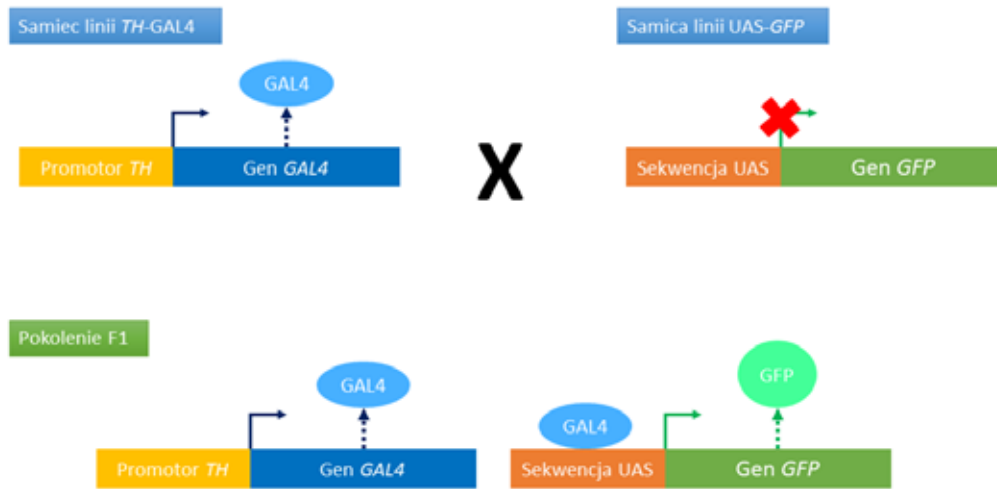 Samiec linii TH-GAL4
Samica linii UAS-GFP
GAL4
Promotor TH
Gen GAL4
X
Sekwencja UAS
Gen GFP
Pokolenie F1
GAL4
GFP
GAL4
Promotor TH
Gen GAL4
Sekwencja UAS
Gen GFP